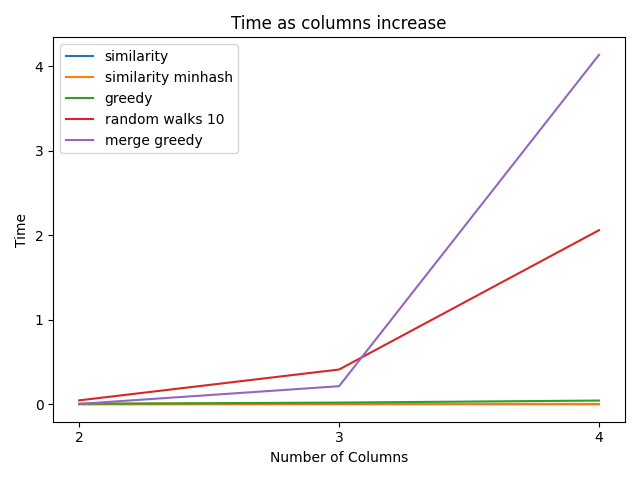 Time as columns increase
similarity
similarity minhash
greedy
random walks 10
merge greedy
4
3
2
1
0
Time
2 3 4
Number of Columns